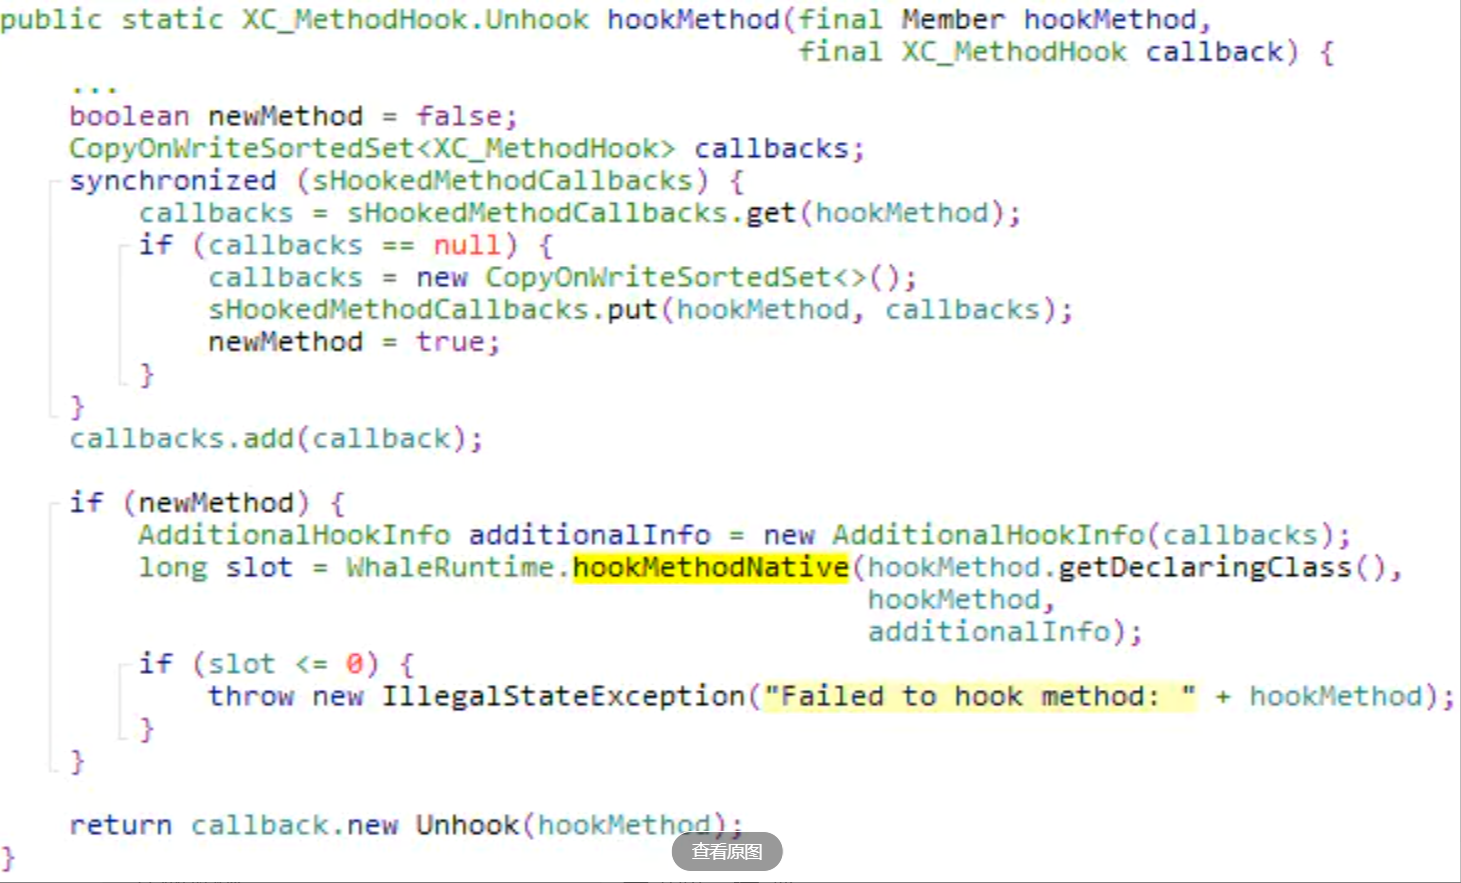 public static XC_MethodHook.Unhook hookMethod(final Member hookMethod,
                                              final XC_MethodHook callback) {
    ...
    boolean newMethod = false;
    CopyOnWriteSortedSet<XC_MethodHook> callbacks;
    synchronized (sHookedMethodCallbacks) {
        callbacks = sHookedMethodCallbacks.get(hookMethod);
        if (callbacks == null) {
            callbacks = new CopyOnWriteSortedSet<>();
            sHookedMethodCallbacks.put(hookMethod, callbacks);
            newMethod = true;
        }
    }
    callbacks.add(callback);

    if (newMethod) {
        AdditionalHookInfo additionalInfo = new AdditionalHookInfo(callbacks);
        long slot = WhaleRuntime.hookMethodNative(hookMethod.getDeclaringClass(),
                                                  hookMethod,
                                                  additionalInfo);
        if (slot <= 0) {
            throw new IllegalStateException("Failed to hook method: " + hookMethod);
        }
    }

    return callback.new Unhook(hookMethod);
查看原图
}